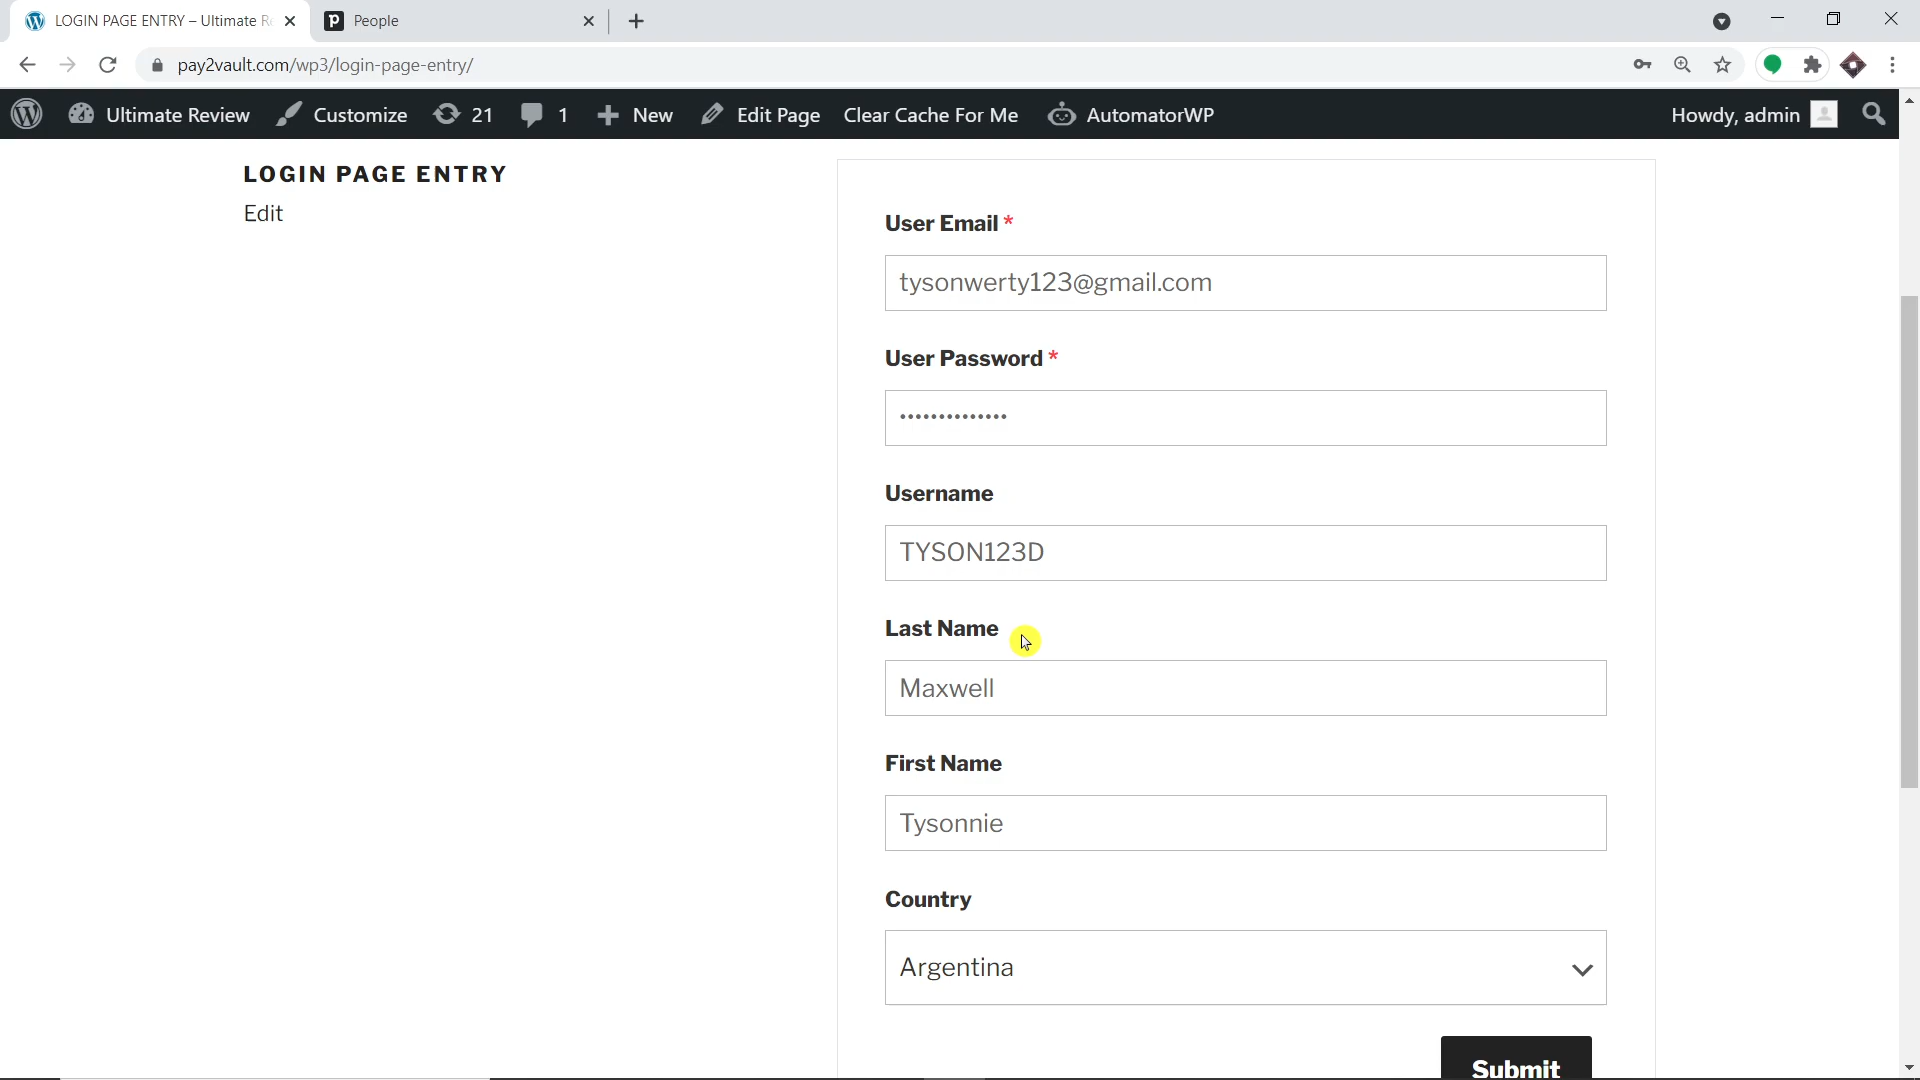 LOGIN PAGE ENTRY – Ultimate Re
People
pay2vault.com/wp3/login-page-entry/
Ultimate Review
Customize
21
1
New
Edit Page
Clear Cache For Me
AutomatorWP
Howdy, admin
LOGIN PAGE ENTRY
Edit
User Email *
tysonwerty123@gmail.com
User Password *
••••••••••••••
Username
TYSON123D
Last Name
Maxwell
First Name
Tysonnie
Country
Argentina
Submit